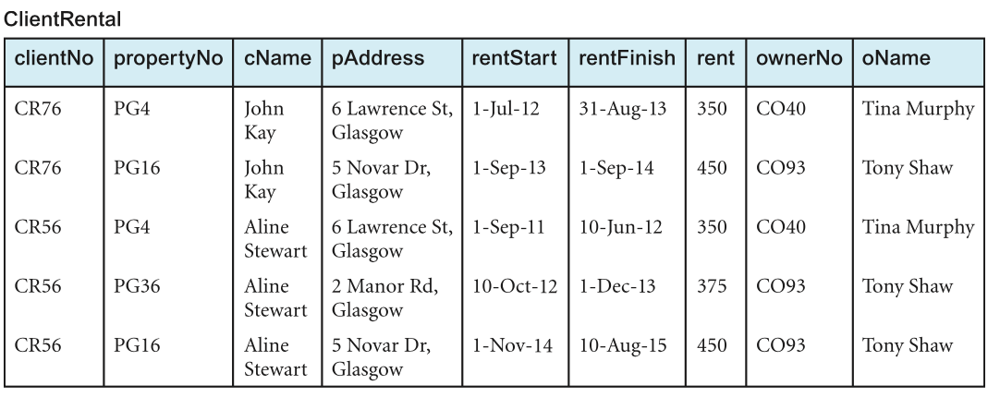 ClientRental
clientNo propertyNo cName pAddress rentStart rentFinish rent ownerNo oName
CR76 PG4 John 6 Lawrence St, 1-Jul-12 31-Aug-13 350 CO40 Tina Murphy
Kay Glasgow
CR76 PG16 John 5 Novar Dr, 1-Sep-13 1-Sep-14 450 CO93 Tony Shaw
Kay Glasgow
CR56 PG4 Aline 6 Lawrence St, 1-Sep-11 10-Jun-12 350 CO40 Tina Murphy
Stewart Glasgow
CR56 PG36 Aline 2 Manor Rd, 10-Oct-12 1-Dec-13 375 CO93 Tony Shaw
Stewart Glasgow
CR56 PG16 Aline 5 Novar Dr, 1-Nov-14 10-Aug-15 450 CO93 Tony Shaw
Stewart Glasgow